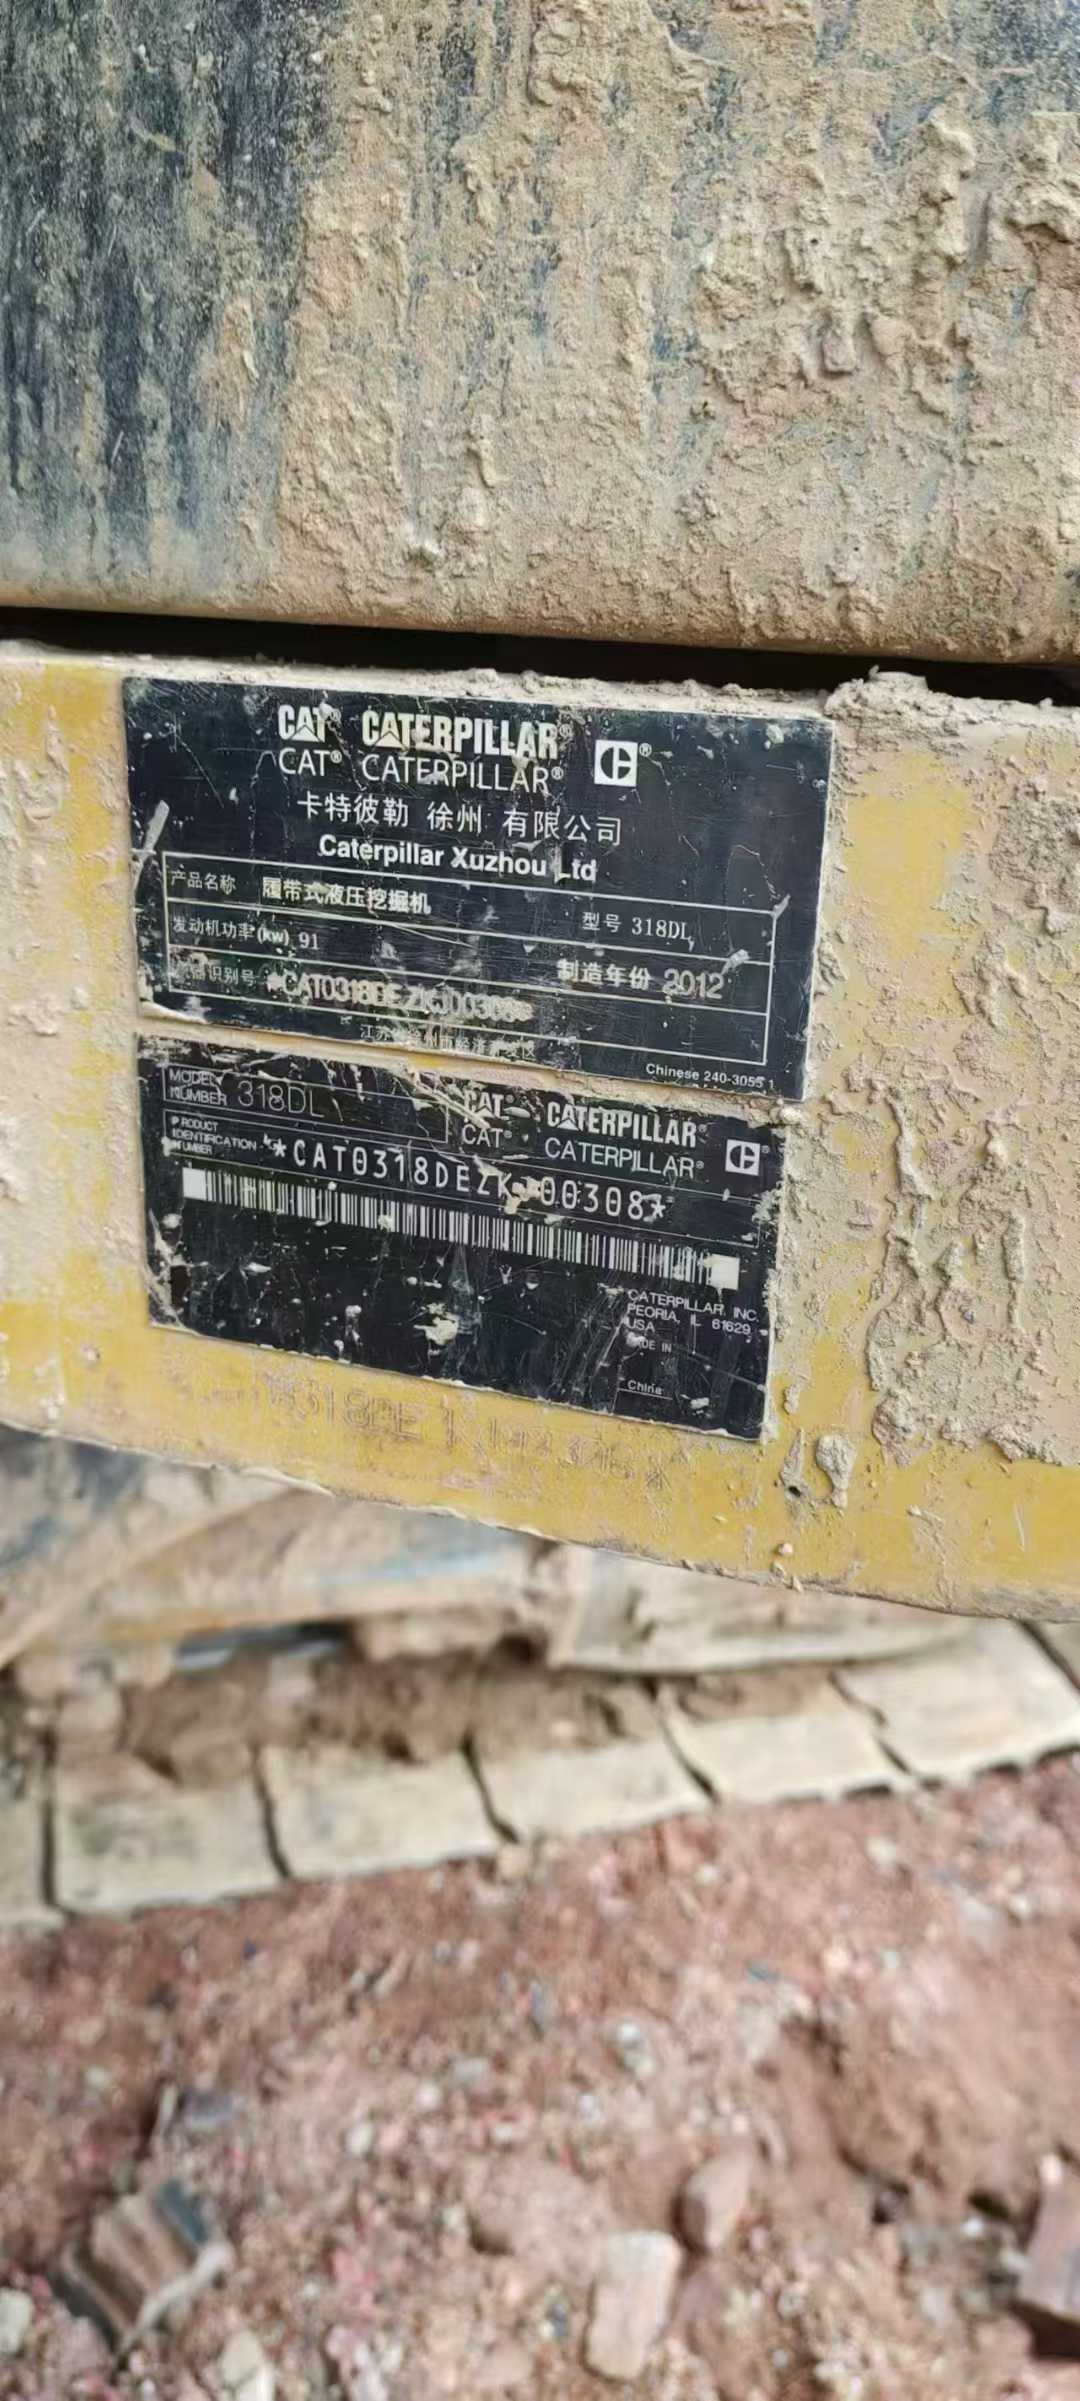 CAT® CATERPILLAR®
CAT® CATERPILLAR®
卡特彼勒 徐州 有限公司
Caterpillar Xuzhou Ltd
产品名称 履带式液压挖掘机 型号 318DL
发动机功率(kw) 91 制造年份 2012
识别号
Chinese 240-3055 1
MODEL NUMBER 318DL
CAT® CATERPILLAR®
CAT® CATERPILLAR®
PRODUCT
IDENTIFICATION
NUMBER
CATERPILLAR INC.
PEORIA, IL 61629
USA
MADE IN
China